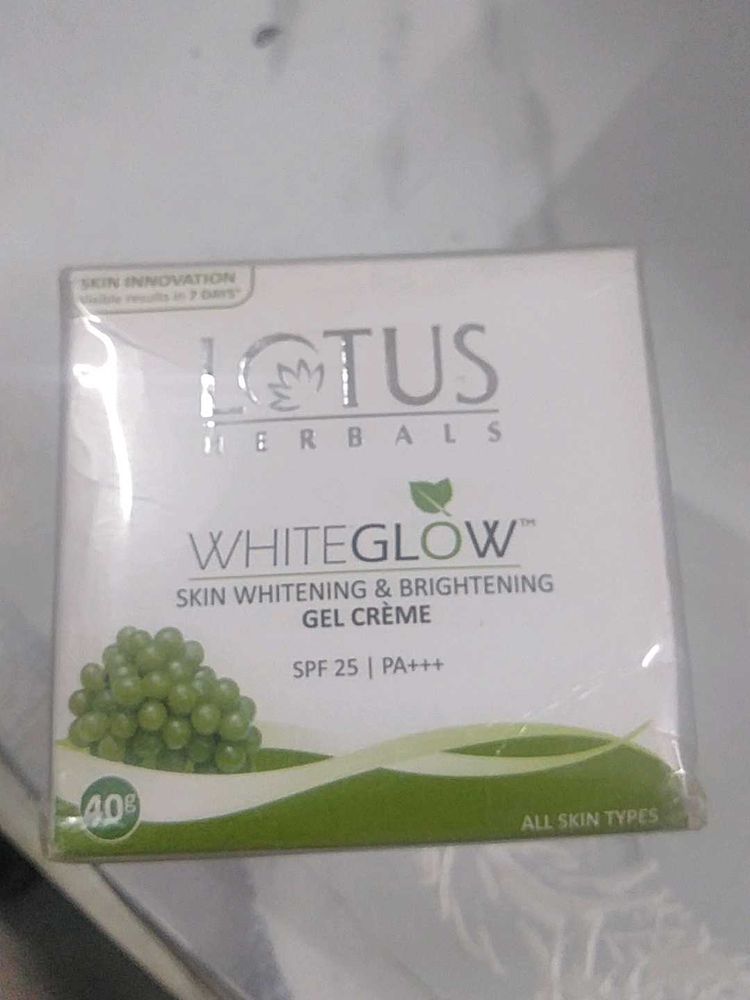 SKIN INNOVATION
Visible results in 7 DAYS*
LOTUS
HERBALS
WHITEGLOW™
SKIN WHITENING & BRIGHTENING
GEL CRÈME
SPF 25 | PA+++
40g
ALL SKIN TYPES